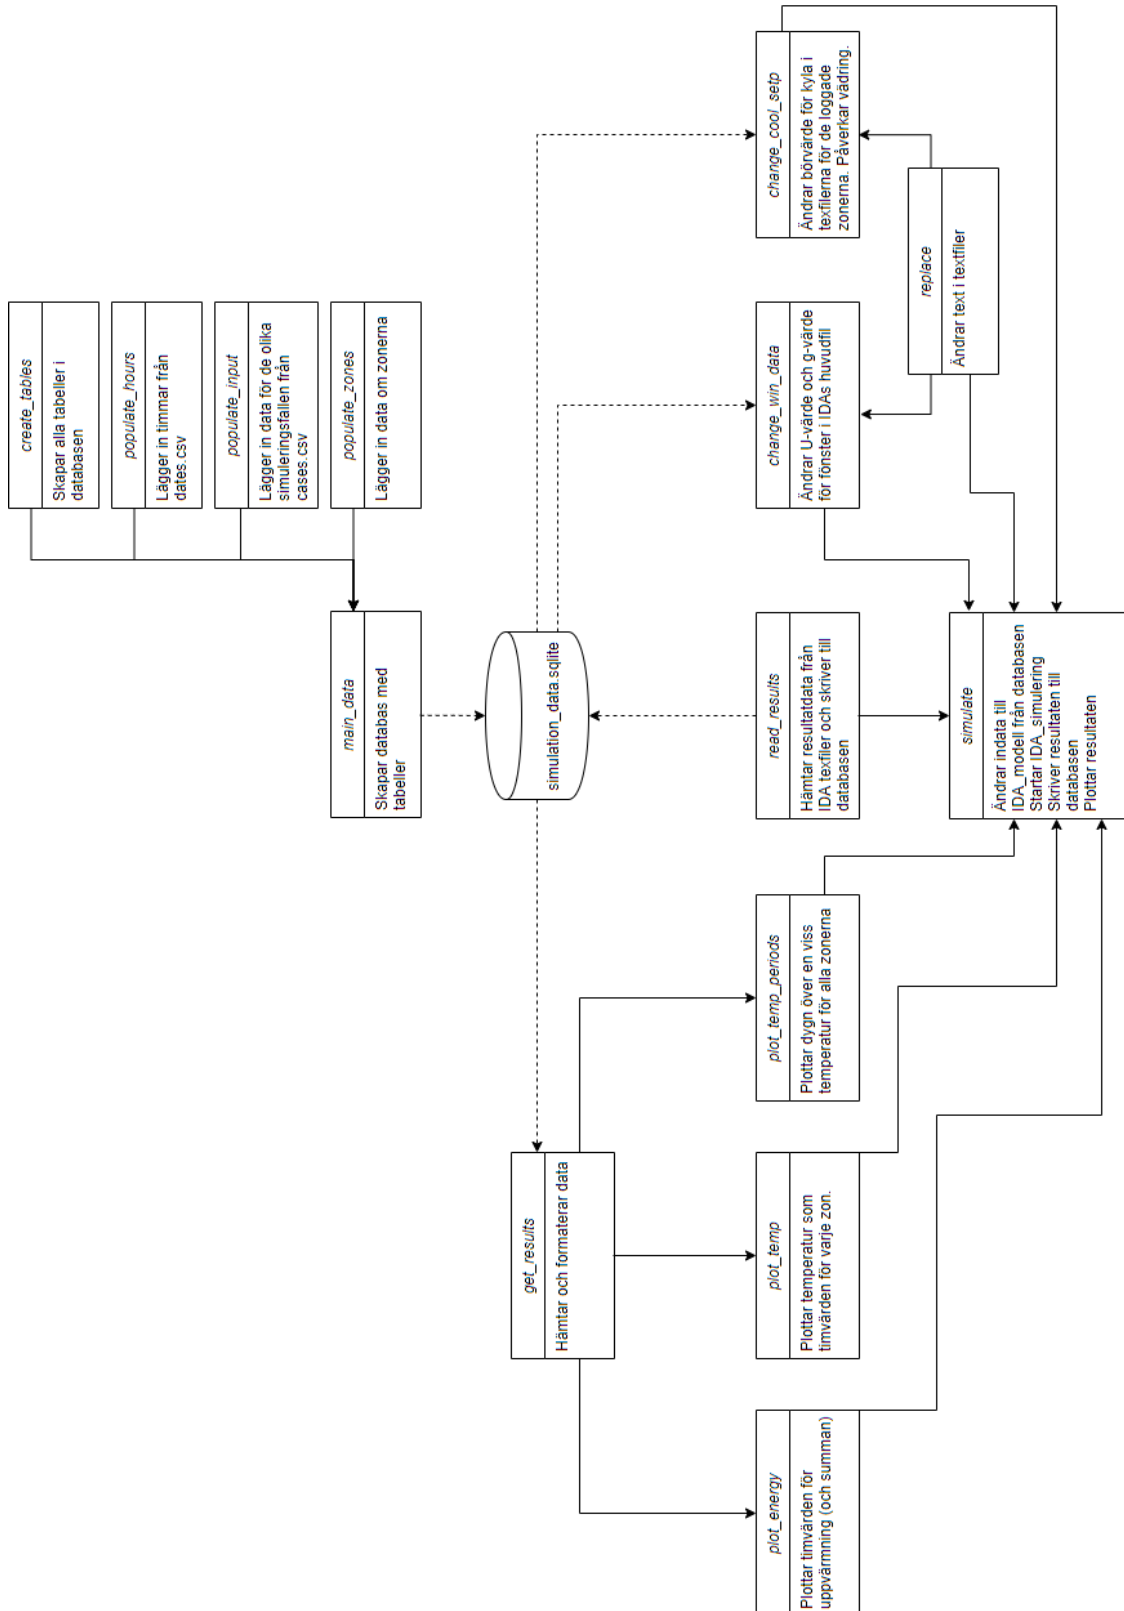 create_tables
Skapar alla tabeller i
databasen
populate_hours
Lägger in timmar från
dates.csv
populate_input
Lägger in data för de olika
simuleringsfallen från
cases.csv
populate_zones
Lägger in data om zonerna
main_data
Skapar databas med
tabeller
simulation_data.sqlite
get_results
Hämtar och formaterar data
plot_energy
Plottar timvärden för
uppvärmning (och summan)
plot_temp
Plottar temperatur som
timvärden för varje zon.
plot_temp_periods
Plottar dygn över en viss
temperatur för alla zonerna
read_results
Hämtar resultatdata från
IDA texfiler och skriver till
databasen
change_win_data
Ändrar U-värde och g-värde
för fönster i IDAs huvudfil
change_cool_setp
Ändrar börvärde för kyla i
texfilerna för de loggade
zonerna. Påverkar vädring.
replace
Ändrar text i textfiler
simulate
Ändrar indata till
IDA_modell från databasen
Startar IDA_simulering
Skriver resultaten till
databasen
Plottar resultaten